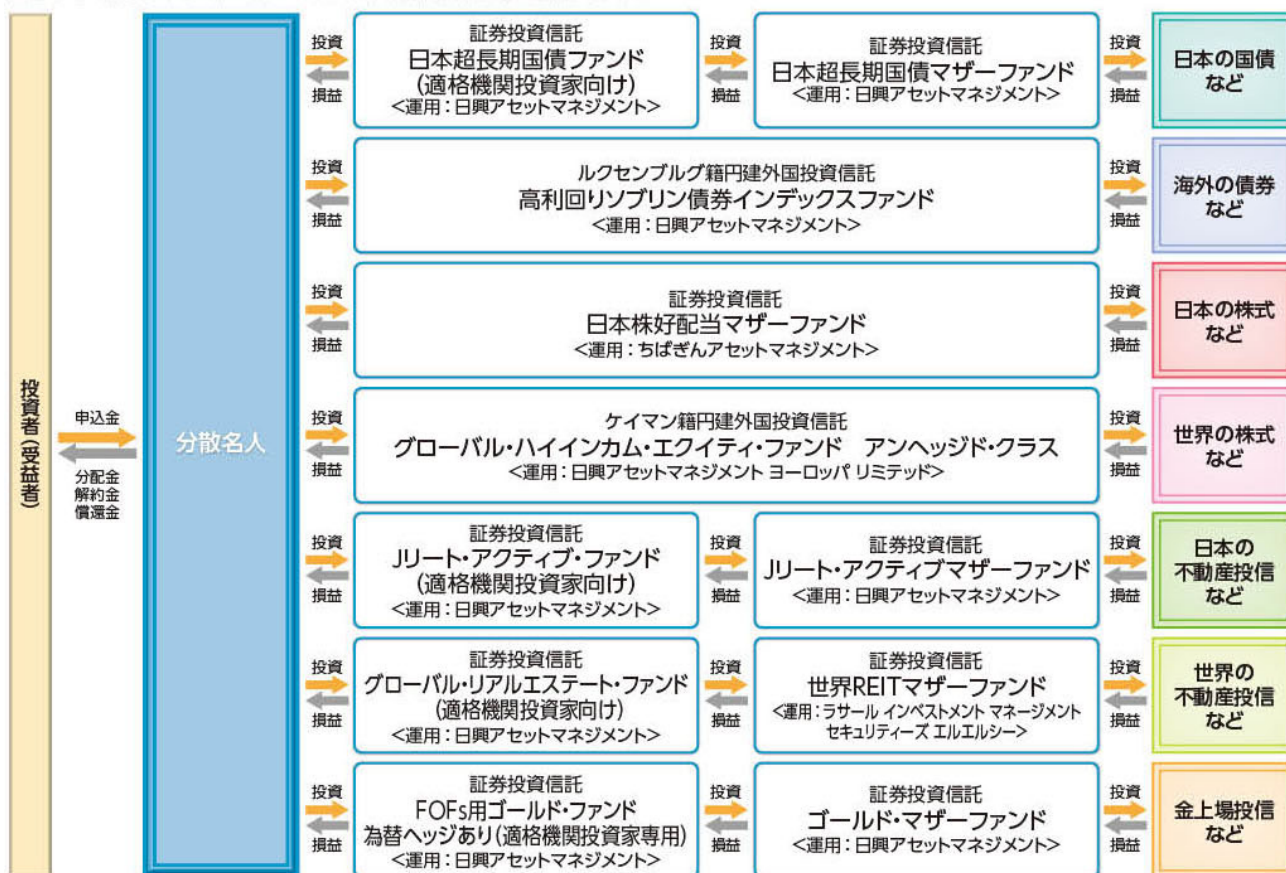 投資者(受益者)
申込金
分配金
解約金
償還金
分散名人
投資
損益
証券投資信託
日本超長期国債ファンド
(適格機関投資家向け)
<運用:日興アセットマネジメント>
投資
損益
証券投資信託
日本超長期国債マザーファンド
<運用:日興アセットマネジメント>
投資
損益
日本の国債
など
投資
損益
ルクセンブルグ籍円建外国投資信託
高利回りソブリン債券インデックスファンド
<運用:日興アセットマネジメント>
投資
損益
海外の債券
など
投資
損益
証券投資信託
日本株好配当マザーファンド
<運用:ちばぎんアセットマネジメント>
投資
損益
日本の株式
など
投資
損益
ケイマン籍円建外国投資信託
グローバル・ハイインカム・エクイティ・ファンド アンヘッジド・クラス
<運用:日興アセットマネジメント ヨーロッパ リミテッド>
投資
損益
世界の株式
など
投資
損益
証券投資信託
Jリート・アクティブ・ファンド
(適格機関投資家向け)
<運用:日興アセットマネジメント>
投資
損益
証券投資信託
Jリート・アクティブマザーファンド
<運用:日興アセットマネジメント>
投資
損益
日本の
不動産投信
など
投資
損益
証券投資信託
グローバル・リアルエステート・ファンド
(適格機関投資家向け)
<運用:日興アセットマネジメント>
投資
損益
証券投資信託
世界REITマザーファンド
<運用:ラサール インベストメント マネージメント
セキュリティーズ エルエルシー>
投資
損益
世界の
不動産投信
など
投資
損益
証券投資信託
FOFs用ゴールド・ファンド
為替ヘッジあり(適格機関投資家専用)
<運用:日興アセットマネジメント>
投資
損益
証券投資信託
ゴールド・マザーファンド
<運用:日興アセットマネジメント>
投資
損益
金上場投信
など